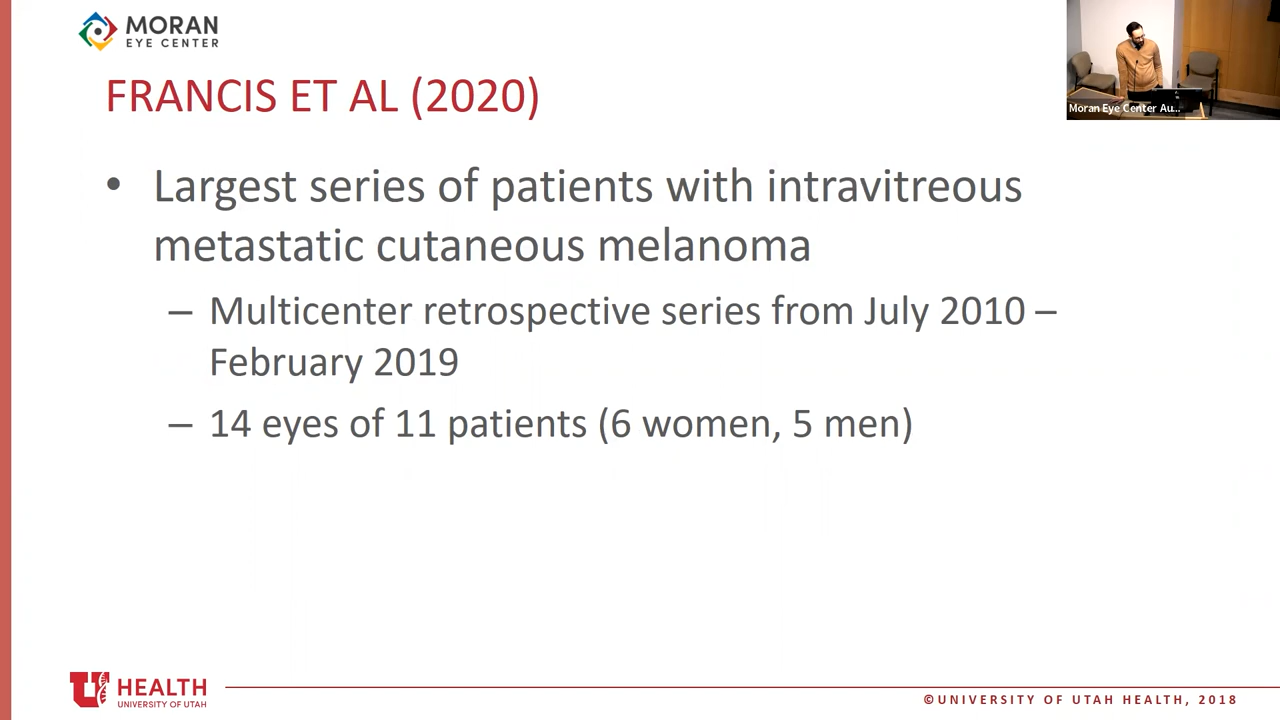 MORAN
EYE CENTER
Moran Eye Center Au...
FRANCIS ET AL (2020)
• Largest series of patients with intravitreous
metastatic cutaneous melanoma
– Multicenter retrospective series from July 2010 –
February 2019
– 14 eyes of 11 patients (6 women, 5 men)
U HEALTH
UNIVERSITY OF UTAH
©UNIVERSITY OF UTAH HEALTH, 2018